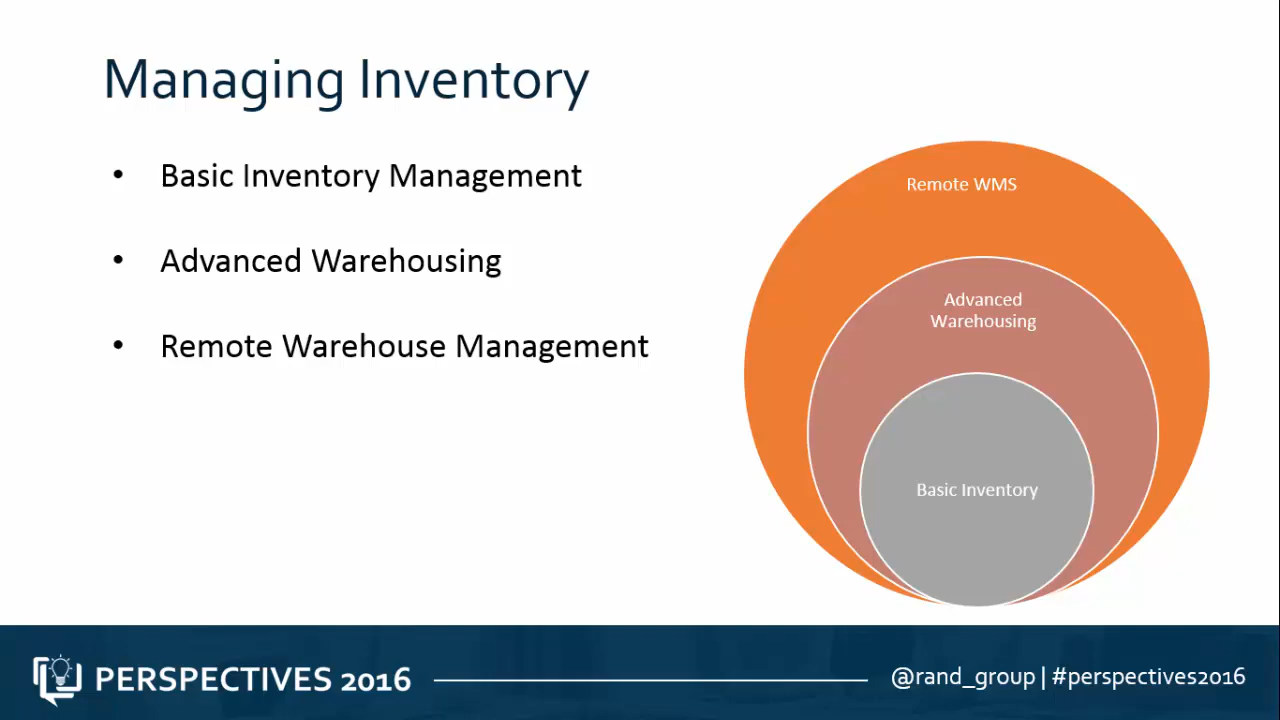 Managing Inventory
• Basic Inventory Management
• Advanced Warehousing
• Remote Warehouse Management
Remote WMS
Advanced
Warehousing
Basic Inventory
PERSPECTIVES 2016
@rand_group | #perspectives2016